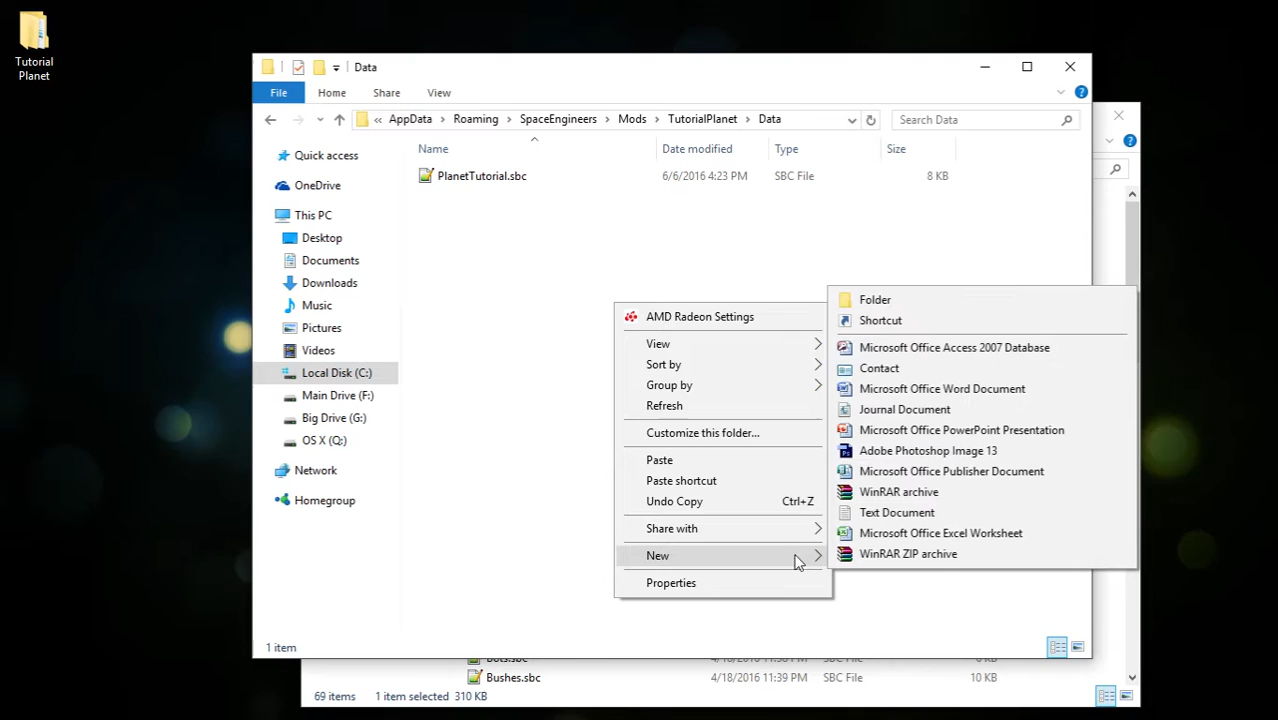 Tutorial
Planet
Data
File Home Share View
« AppData Roaming SpaceEngineers Mods TutorialPlanet Data Search Data
Name Date modified Type Size
PlanetTutorial.sbc 6/6/2016 4:23 PM SBC File 8 KB
Quick access
OneDrive
This PC
Desktop
Documents
Downloads
Music
Pictures
Videos
Local Disk (C:)
Main Drive (F:)
Big Drive (G:)
OS X (Q:)
Network
Homegroup
AMD Radeon Settings
View
Sort by
Group by
Refresh
Customize this folder...
Paste
Paste shortcut
Undo Copy Ctrl+Z
Share with
New
Properties
Folder
Shortcut
Microsoft Office Access 2007 Database
Contact
Microsoft Office Word Document
Journal Document
Microsoft Office PowerPoint Presentation
Adobe Photoshop Image 13
Microsoft Office Publisher Document
WinRAR archive
Text Document
Microsoft Office Excel Worksheet
WinRAR ZIP archive
1 item
Bots.sbc SBC File
Bushes.sbc 4/18/2016 11:39 PM SBC File 10 KB
69 items 1 item selected 310 KB